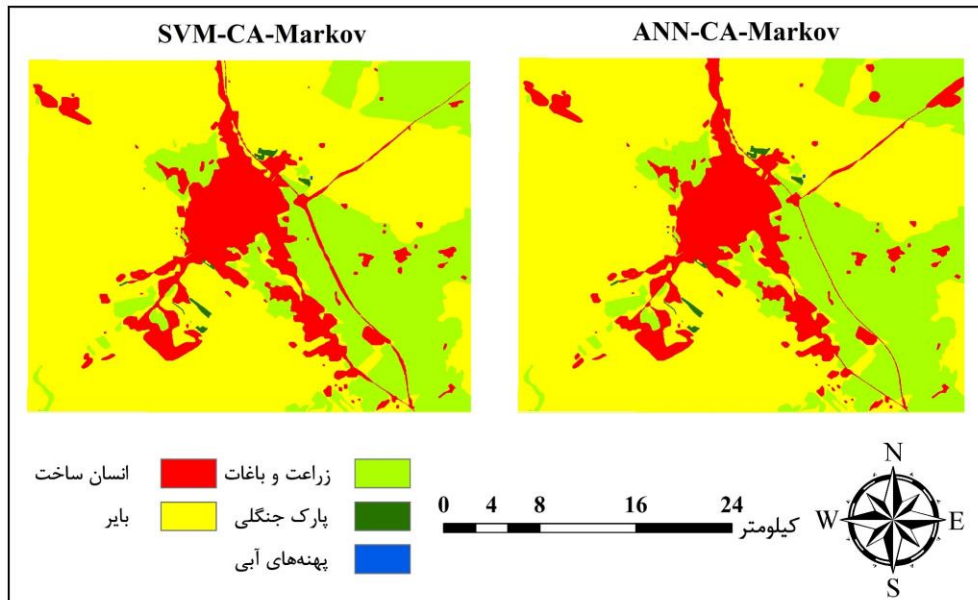 SVM-CA-Markov
ANN-CA-Markov
انسان ساخت
زراعت و باغات
بایر
پارک جنگلی
پهنه‌های آبی
0 4 8 16 24
کیلومتر
N
W E
S